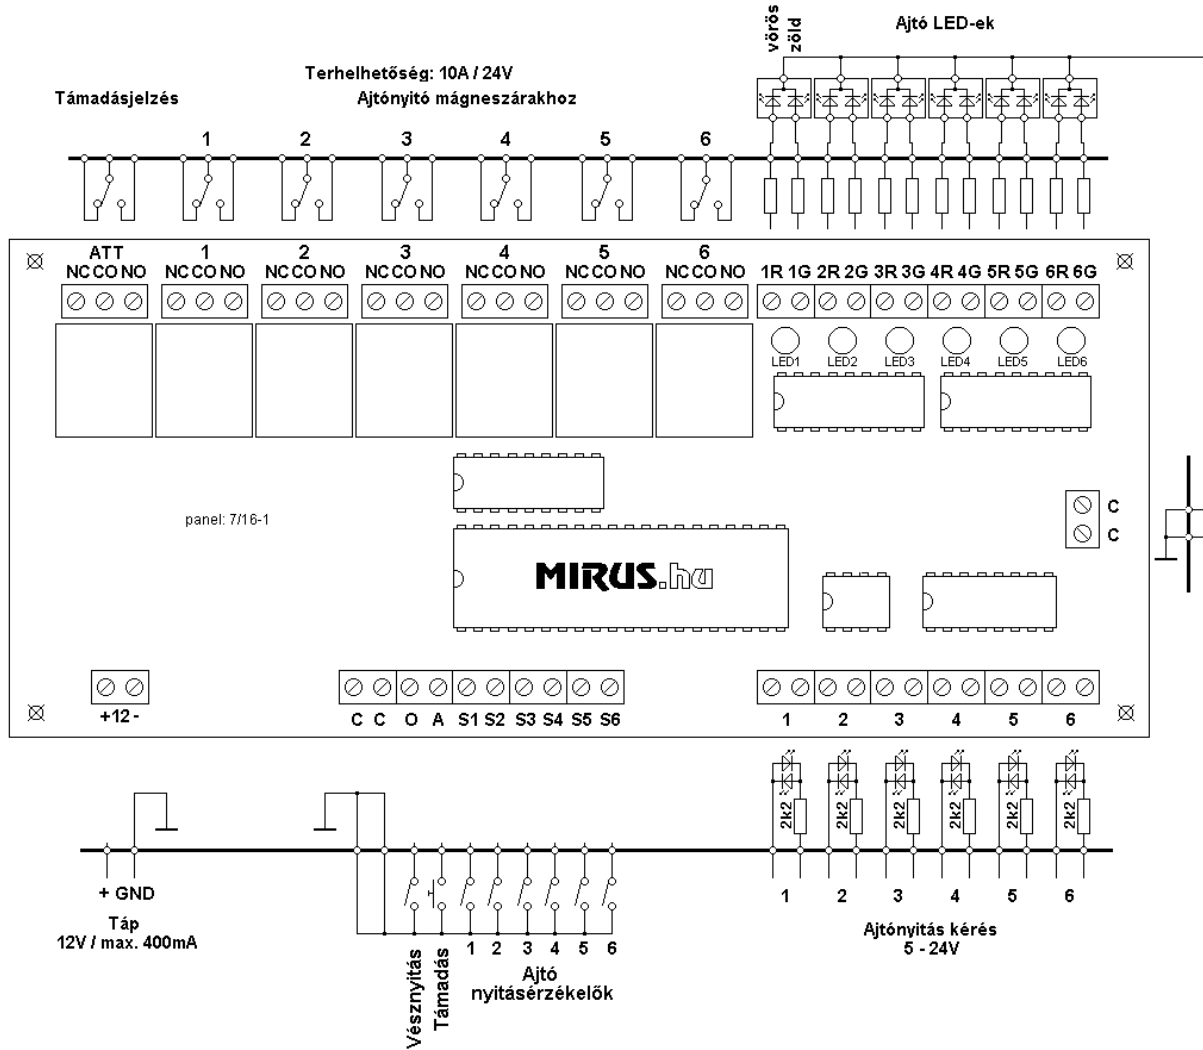 vörös
zöld
Ajtó LED-ek
Terhelhetőség: 10A / 24V
Támadásjelzés
Ajtónyitó mágneszárakhoz
1 2 3 4 5 6
ATT 1 2 3 4 5 6
NC CO NO NC CO NO NC CO NO NC CO NO NC CO NO NC CO NO NC CO NO 1R 1G 2R 2G 3R 3G 4R 4G 5R 5G 6R 6G
LED1 LED2 LED3 LED4 LED5 LED6
C
C
panel: 7/16-1
MIRUS.hu
+12 -
C C O A S1 S2 S3 S4 S5 S6
1 2 3 4 5 6
2k2 2k2 2k2 2k2 2k2 2k2
+ GND
1 2 3 4 5 6
Táp
12V / max. 400mA
Ajtónyitás kérés
5 - 24V
Vésznyitás
Támadás
1 2 3 4 5 6
Ajtó
nyitásérzékelők